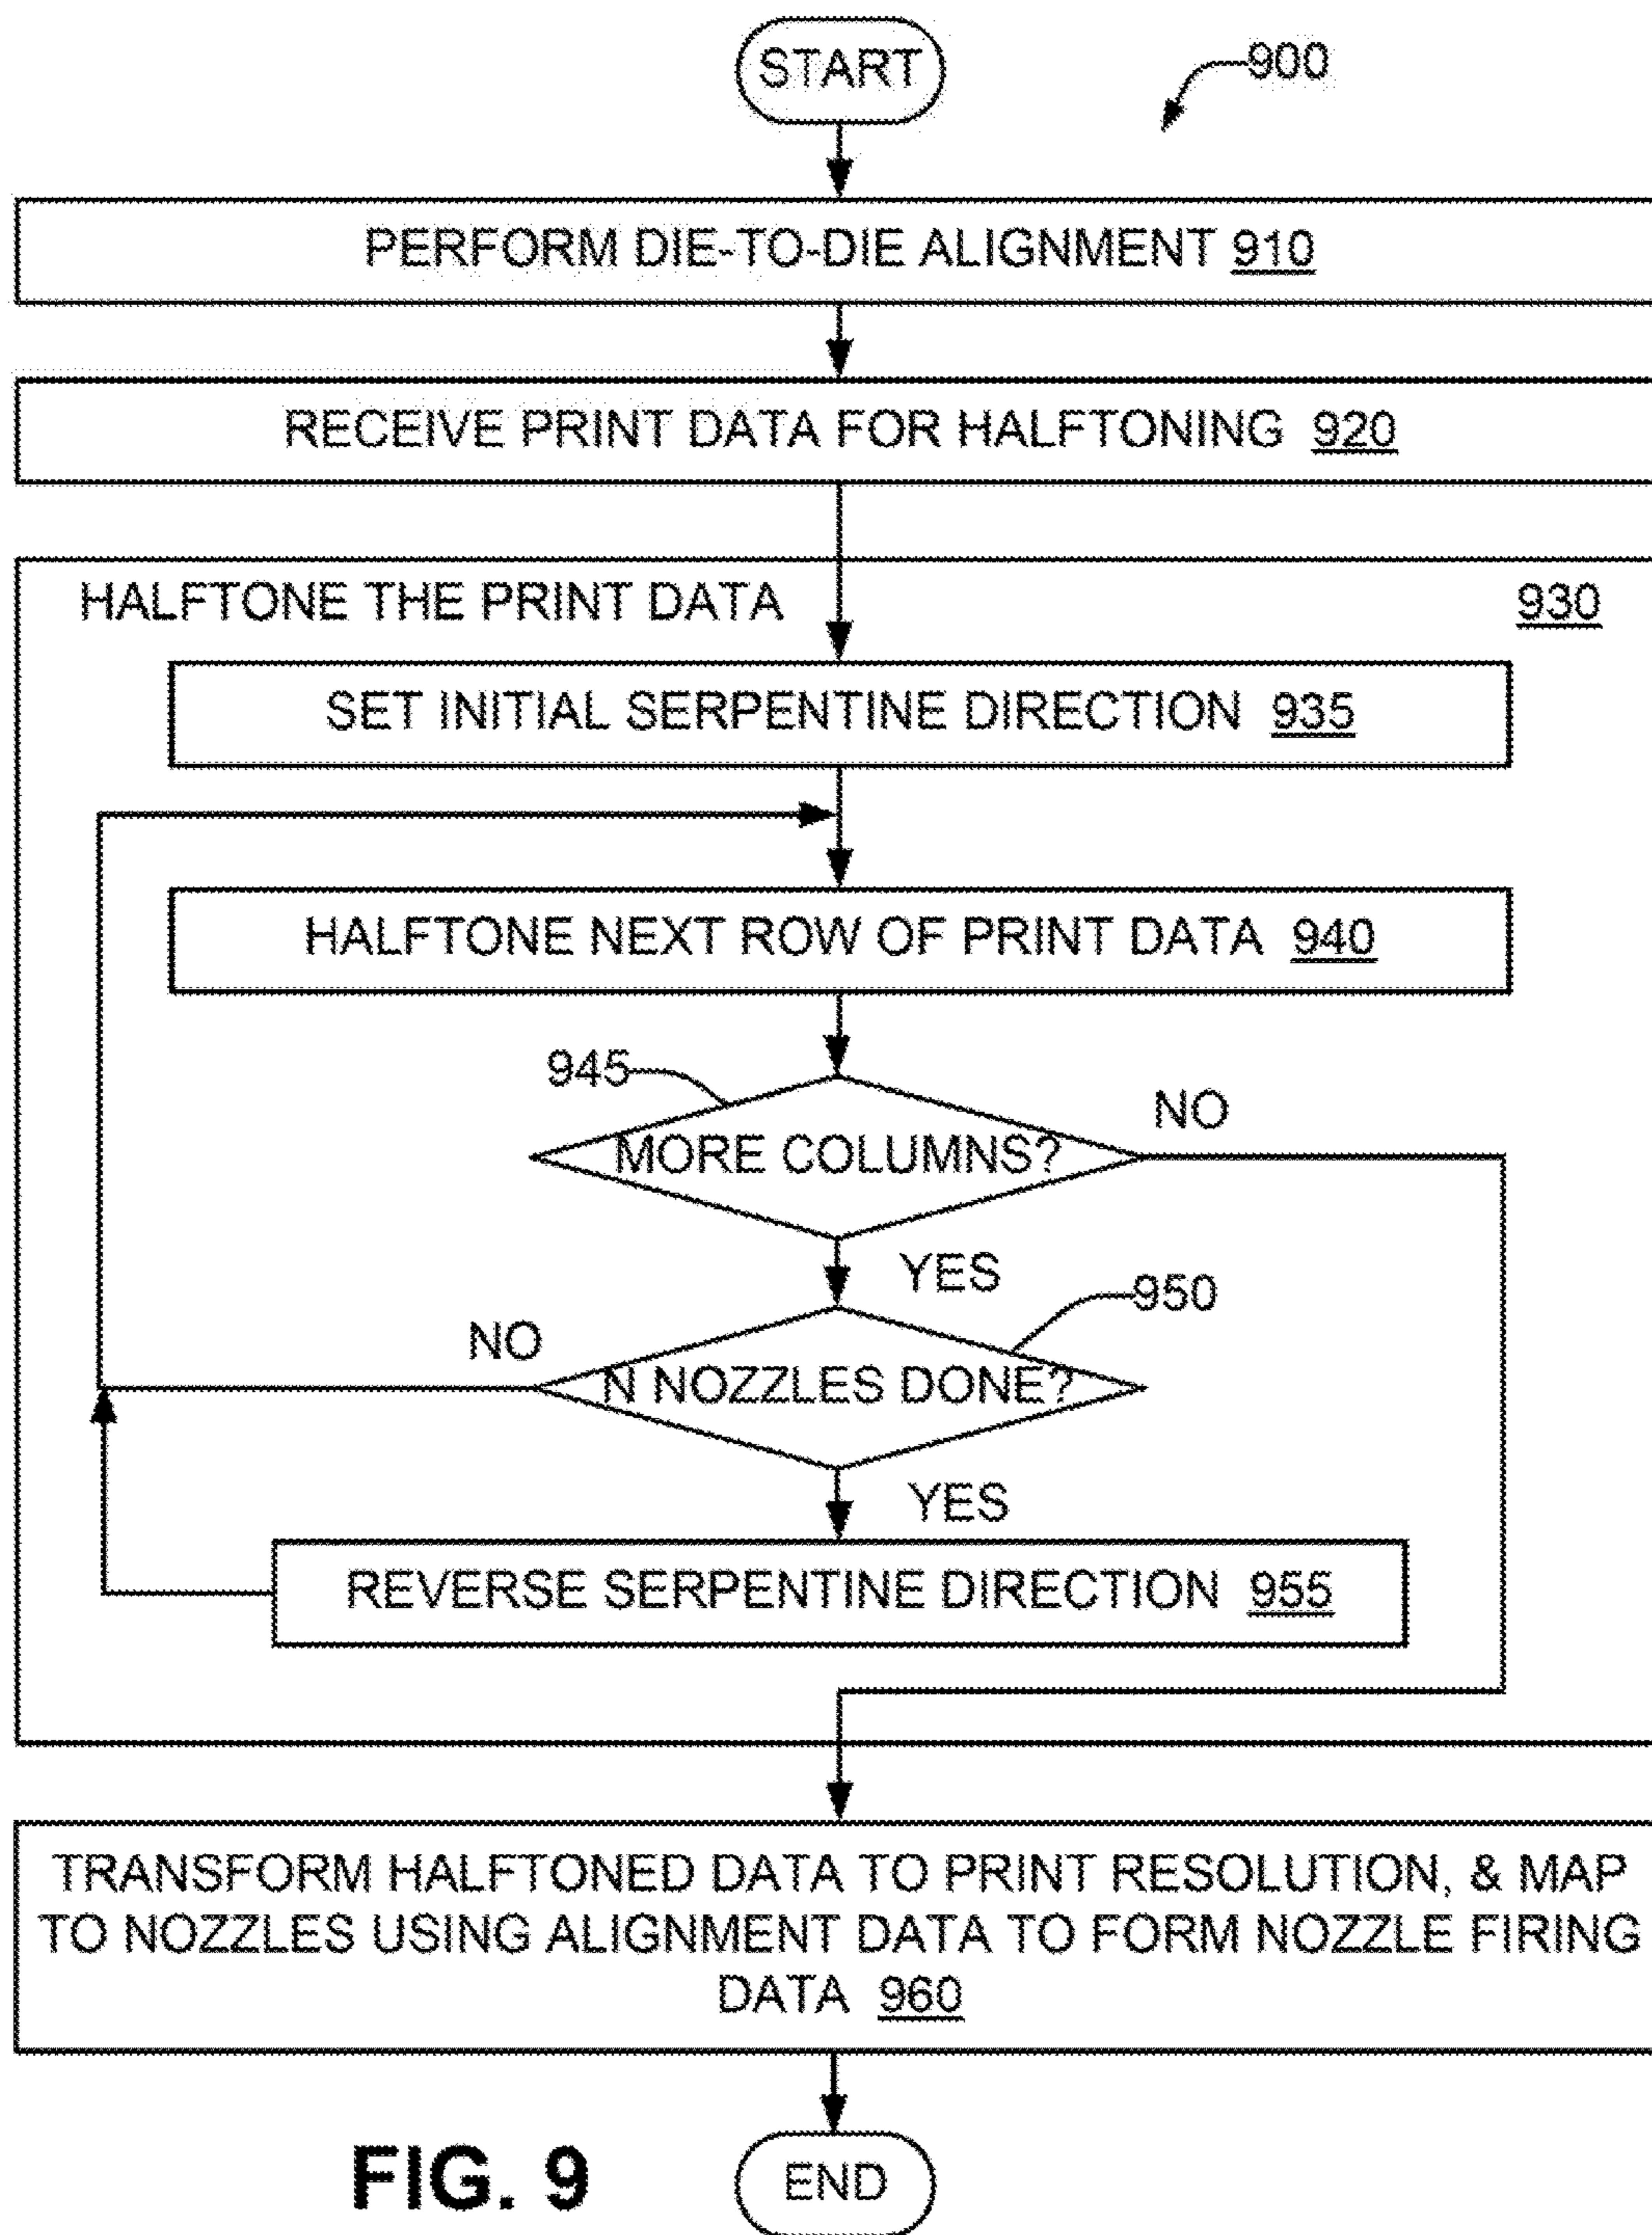 START
900
PERFORM DIE-TO-DIE ALIGNMENT 910
RECEIVE PRINT DATA FOR HALFTONING 920
HALFTONE THE PRINT DATA 930
SET INITIAL SERPENTINE DIRECTION 935
HALFTONE NEXT ROW OF PRINT DATA 940
945
NO
MORE COLUMNS?
YES
950
NO
N NOZZLES DONE?
YES
REVERSE SERPENTINE DIRECTION 955
TRANSFORM HALFTONED DATA TO PRINT RESOLUTION, & MAP
TO NOZZLES USING ALIGNMENT DATA TO FORM NOZZLE FIRING
DATA 960
FIG. 9
END